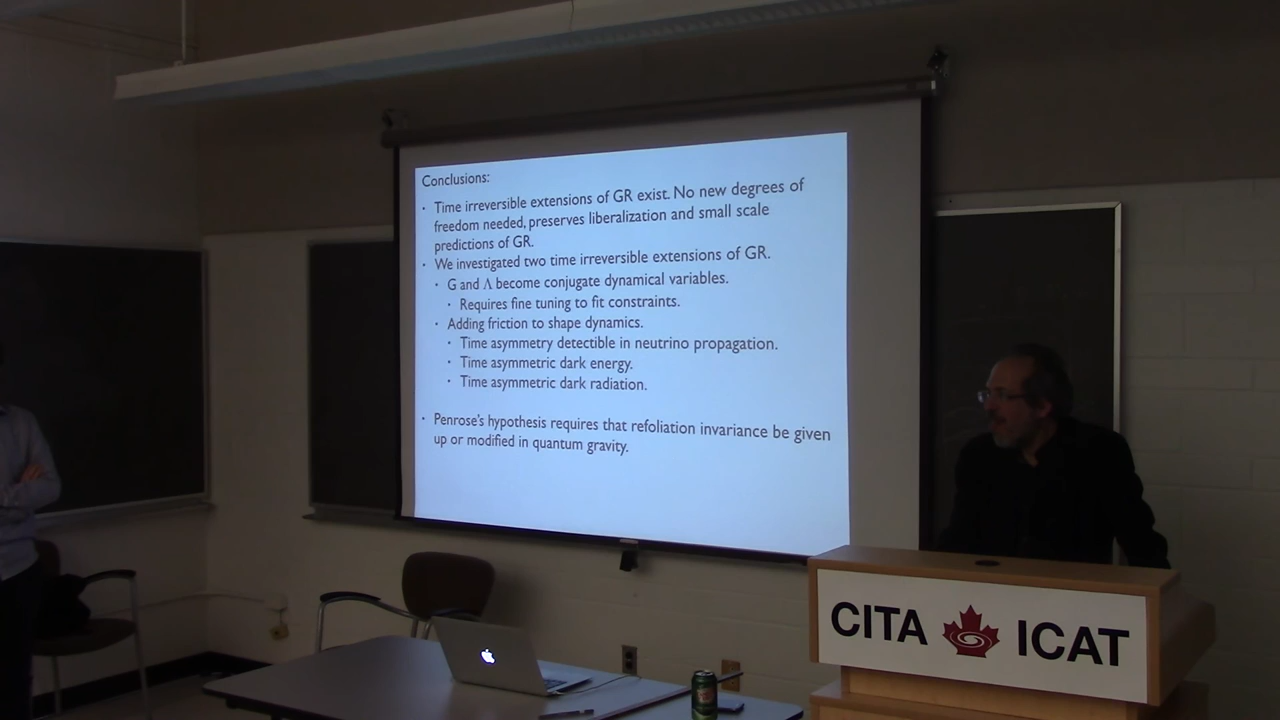 Conclusions:
• Time irreversible extensions of GR exist. No new degrees of
freedom needed, preserves liberalization and small scale
predictions of GR.
• We investigated two time irreversible extensions of GR.
• G and Λ become conjugate dynamical variables.
• Requires fine tuning to fit constraints.
• Adding friction to shape dynamics.
• Time asymmetry detectible in neutrino propagation.
• Time asymmetric dark energy.
• Time asymmetric dark radiation.
• Penrose's hypothesis requires that refoliation invariance be given
up or modified in quantum gravity.
CITA ICAT